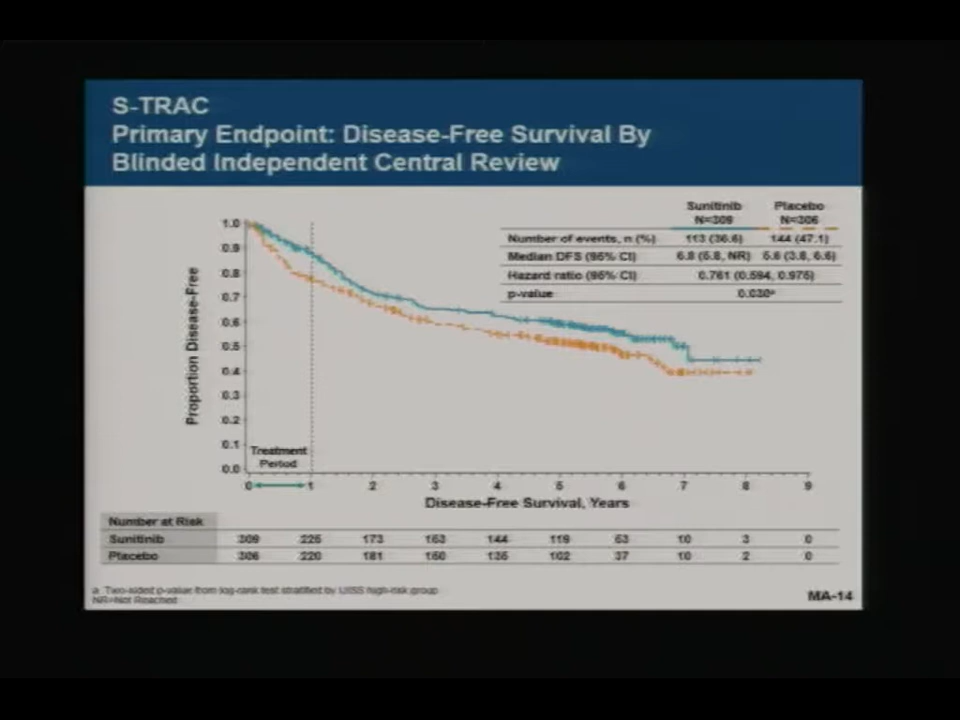 S-TRAC
Primary Endpoint: Disease-Free Survival By
Blinded Independent Central Review
Sunitinib Placebo
N=309 N=306
Number of events, n (%) 113 (36.6) 144 (47.1)
Median DFS (95% CI) 6.8 (5.8, NR) 5.6 (3.8, 6.6)
Hazard ratio (95% CI) 0.761 (0.594, 0.975)
p-value 0.030ᵃ
Proportion Disease-Free
1.0
0.9
0.8
0.7
0.6
0.5
0.4
0.3
0.2
0.1
0.0
Treatment
Period
0 1 2 3 4 5 6 7 8 9
Disease-Free Survival, Years
Number at Risk
Sunitinib 309 225 173 153 144 119 53 10 3 0
Placebo 306 220 181 150 135 102 37 10 2 0
a. Two-sided p-value from log-rank test stratified by UISS high-risk group
NR=Not Reached
MA-14